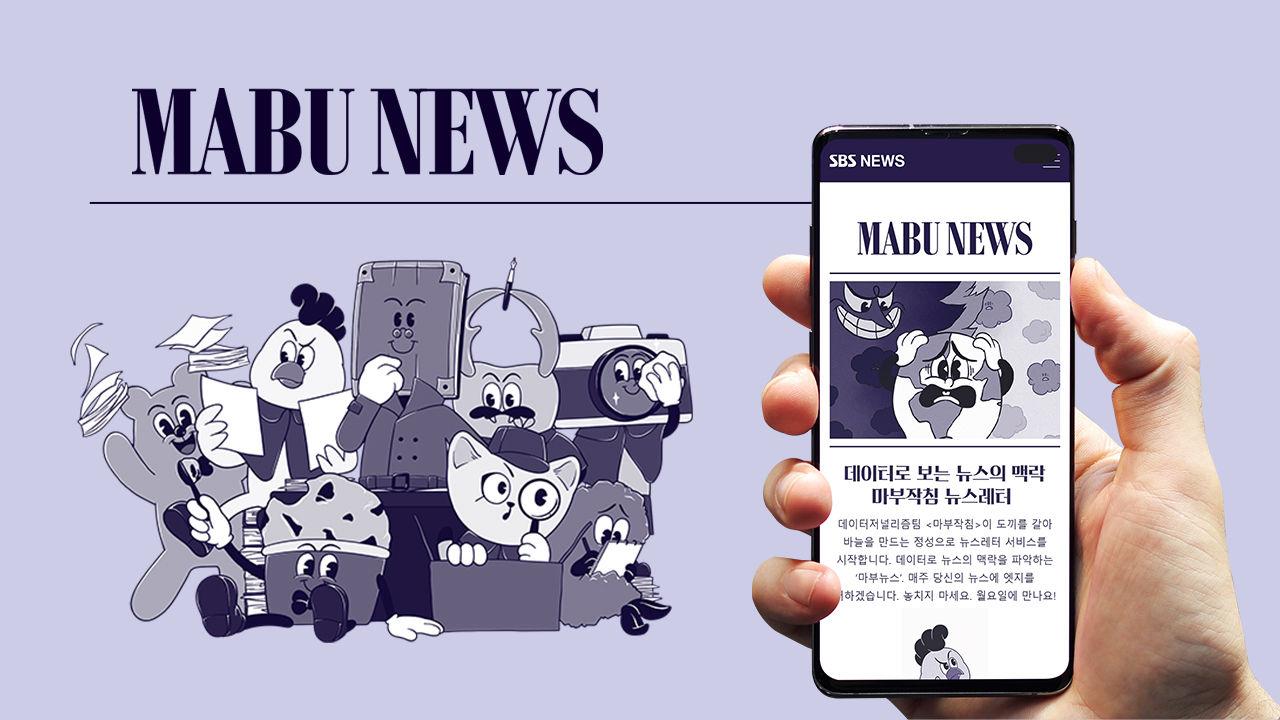 MABU NEWS
SBS NEWS
MABU NEWS
데이터로 보는 뉴스의 맥락
마부작침 뉴스레터
데이터저널리즘팀 <마부작침>이 도끼를 갈아
바늘을 만드는 정성으로 뉴스레터 서비스를
시작합니다. 데이터로 뉴스의 맥락을 파악하는
'마부뉴스'. 매주 당신의 뉴스에 엣지를
하겠습니다. 놓치지 마세요. 월요일에 만나요!